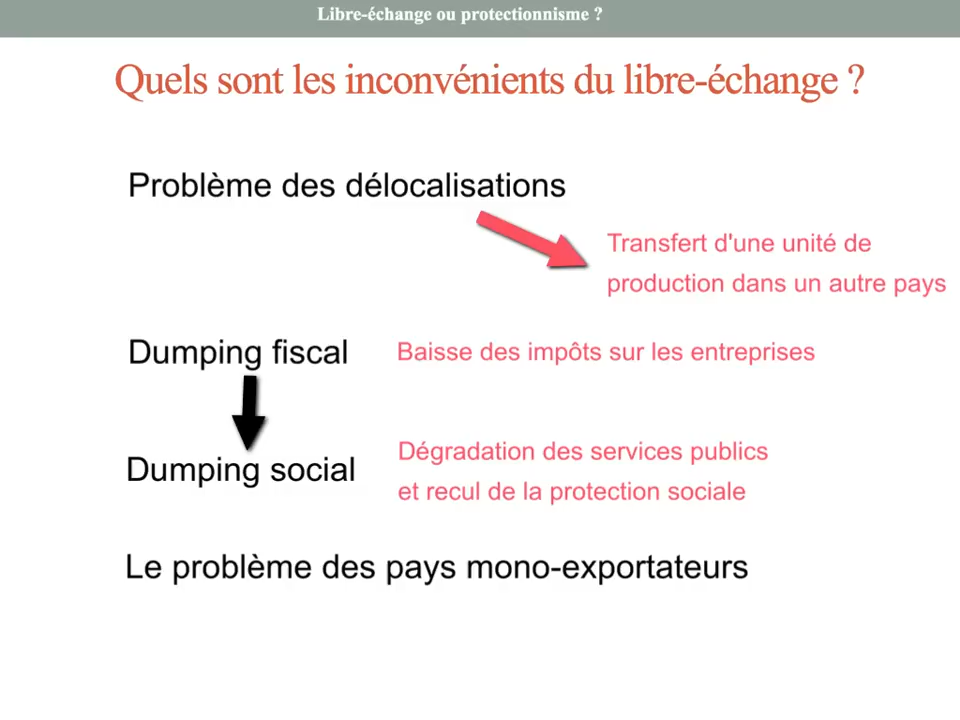 Libre-échange ou protectionnisme ?
Quels sont les inconvénients du libre-échange ?
Problème des délocalisations
Transfert d'une unité de
production dans un autre pays
Dumping fiscal
Baisse des impôts sur les entreprises
Dumping social
Dégradation des services publics
et recul de la protection sociale
Le problème des pays mono-exportateurs